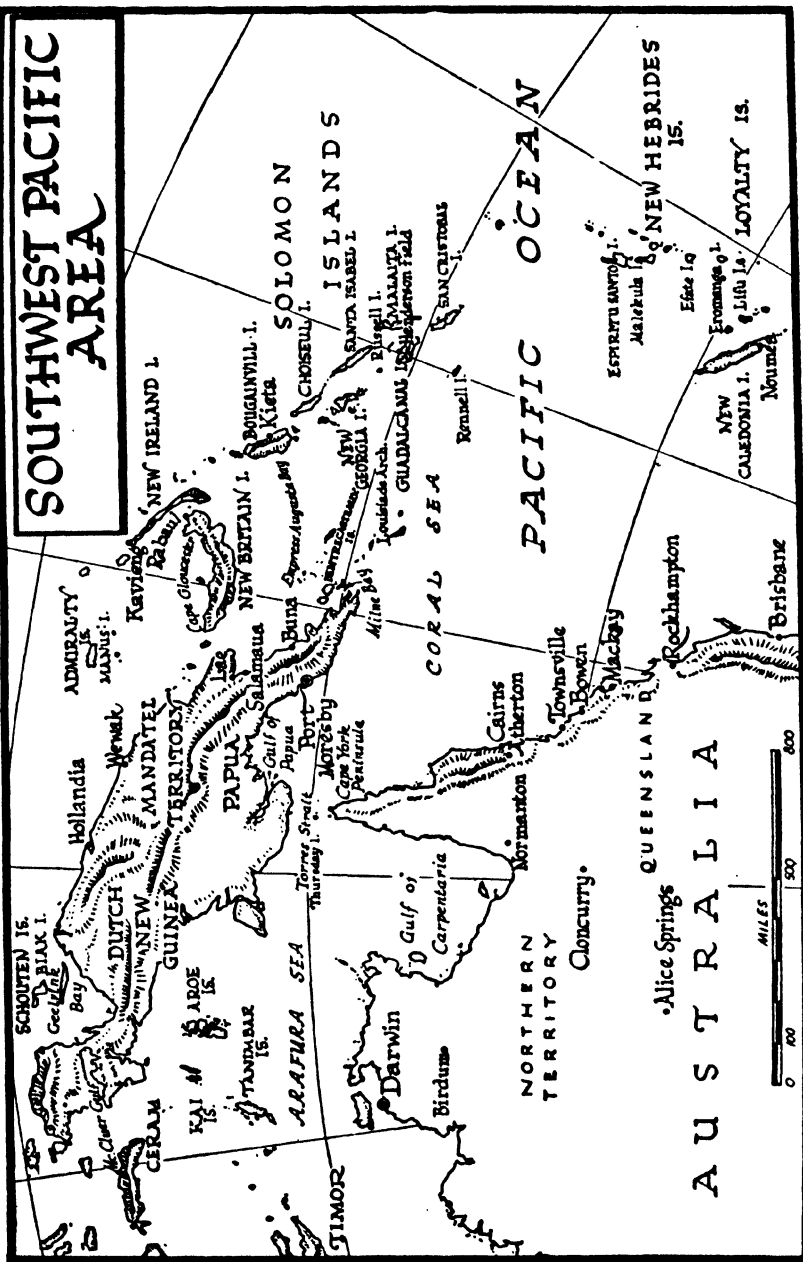 SOUTHWEST PACIFIC
AREA
SCHOUTEN IS.
BIAK I.
Geelvink
Bay
Mc.Cluer Gulf
CERAM
KAI
IS.
AROE
IS.
TANIMBAR
IS.
ARAFURA SEA
TIMOR
DUTCH
NEW
GUINEA
Hollandia
Wewak
MANDATED
TERRITORY
PAPUA
Gulf of
Papua
Lae
Salamaua
Buna
Port
Moresby
Milne Bay
ADMIRALTY
IS.
MANUS I.
Kavieng
Rabaul
NEW IRELAND I.
Cape Gloucester
NEW BRITAIN I.
BOUGAINVILL. I.
Kieta
Empress Augusta Bay
CHOISEUL I.
SOLOMON
ISLANDS
SANTA ISABEL I
Russell I.
MALAITA I.
Henderson Field
GUADALCANAL IS.
SAN CRISTOBAL
I.
NEW
GEORGIA I.
Louisiade Arch.
Rennell I.
CORAL SEA
PACIFIC OCEAN
NEW HEBRIDES
IS.
ESPIRITU SANTO I.
Malekula I.
Efate I.
Eromanga I.
Lifu I.
LOYALTY IS.
NEW
CALEDONIA I.
Noumea
Torres Strait
Thursday I.
Cape York
Peninsula
Gulf of
Carpentaria
Darwin
Birdum
NORTHERN
TERRITORY
Normanton
Cloncurry
Alice Springs
Cairns
Atherton
Townsville
Bowen
Mackay
Rockhampton
Brisbane
QUEENSLAND
AUSTRALIA
MILES
0 100 500 800